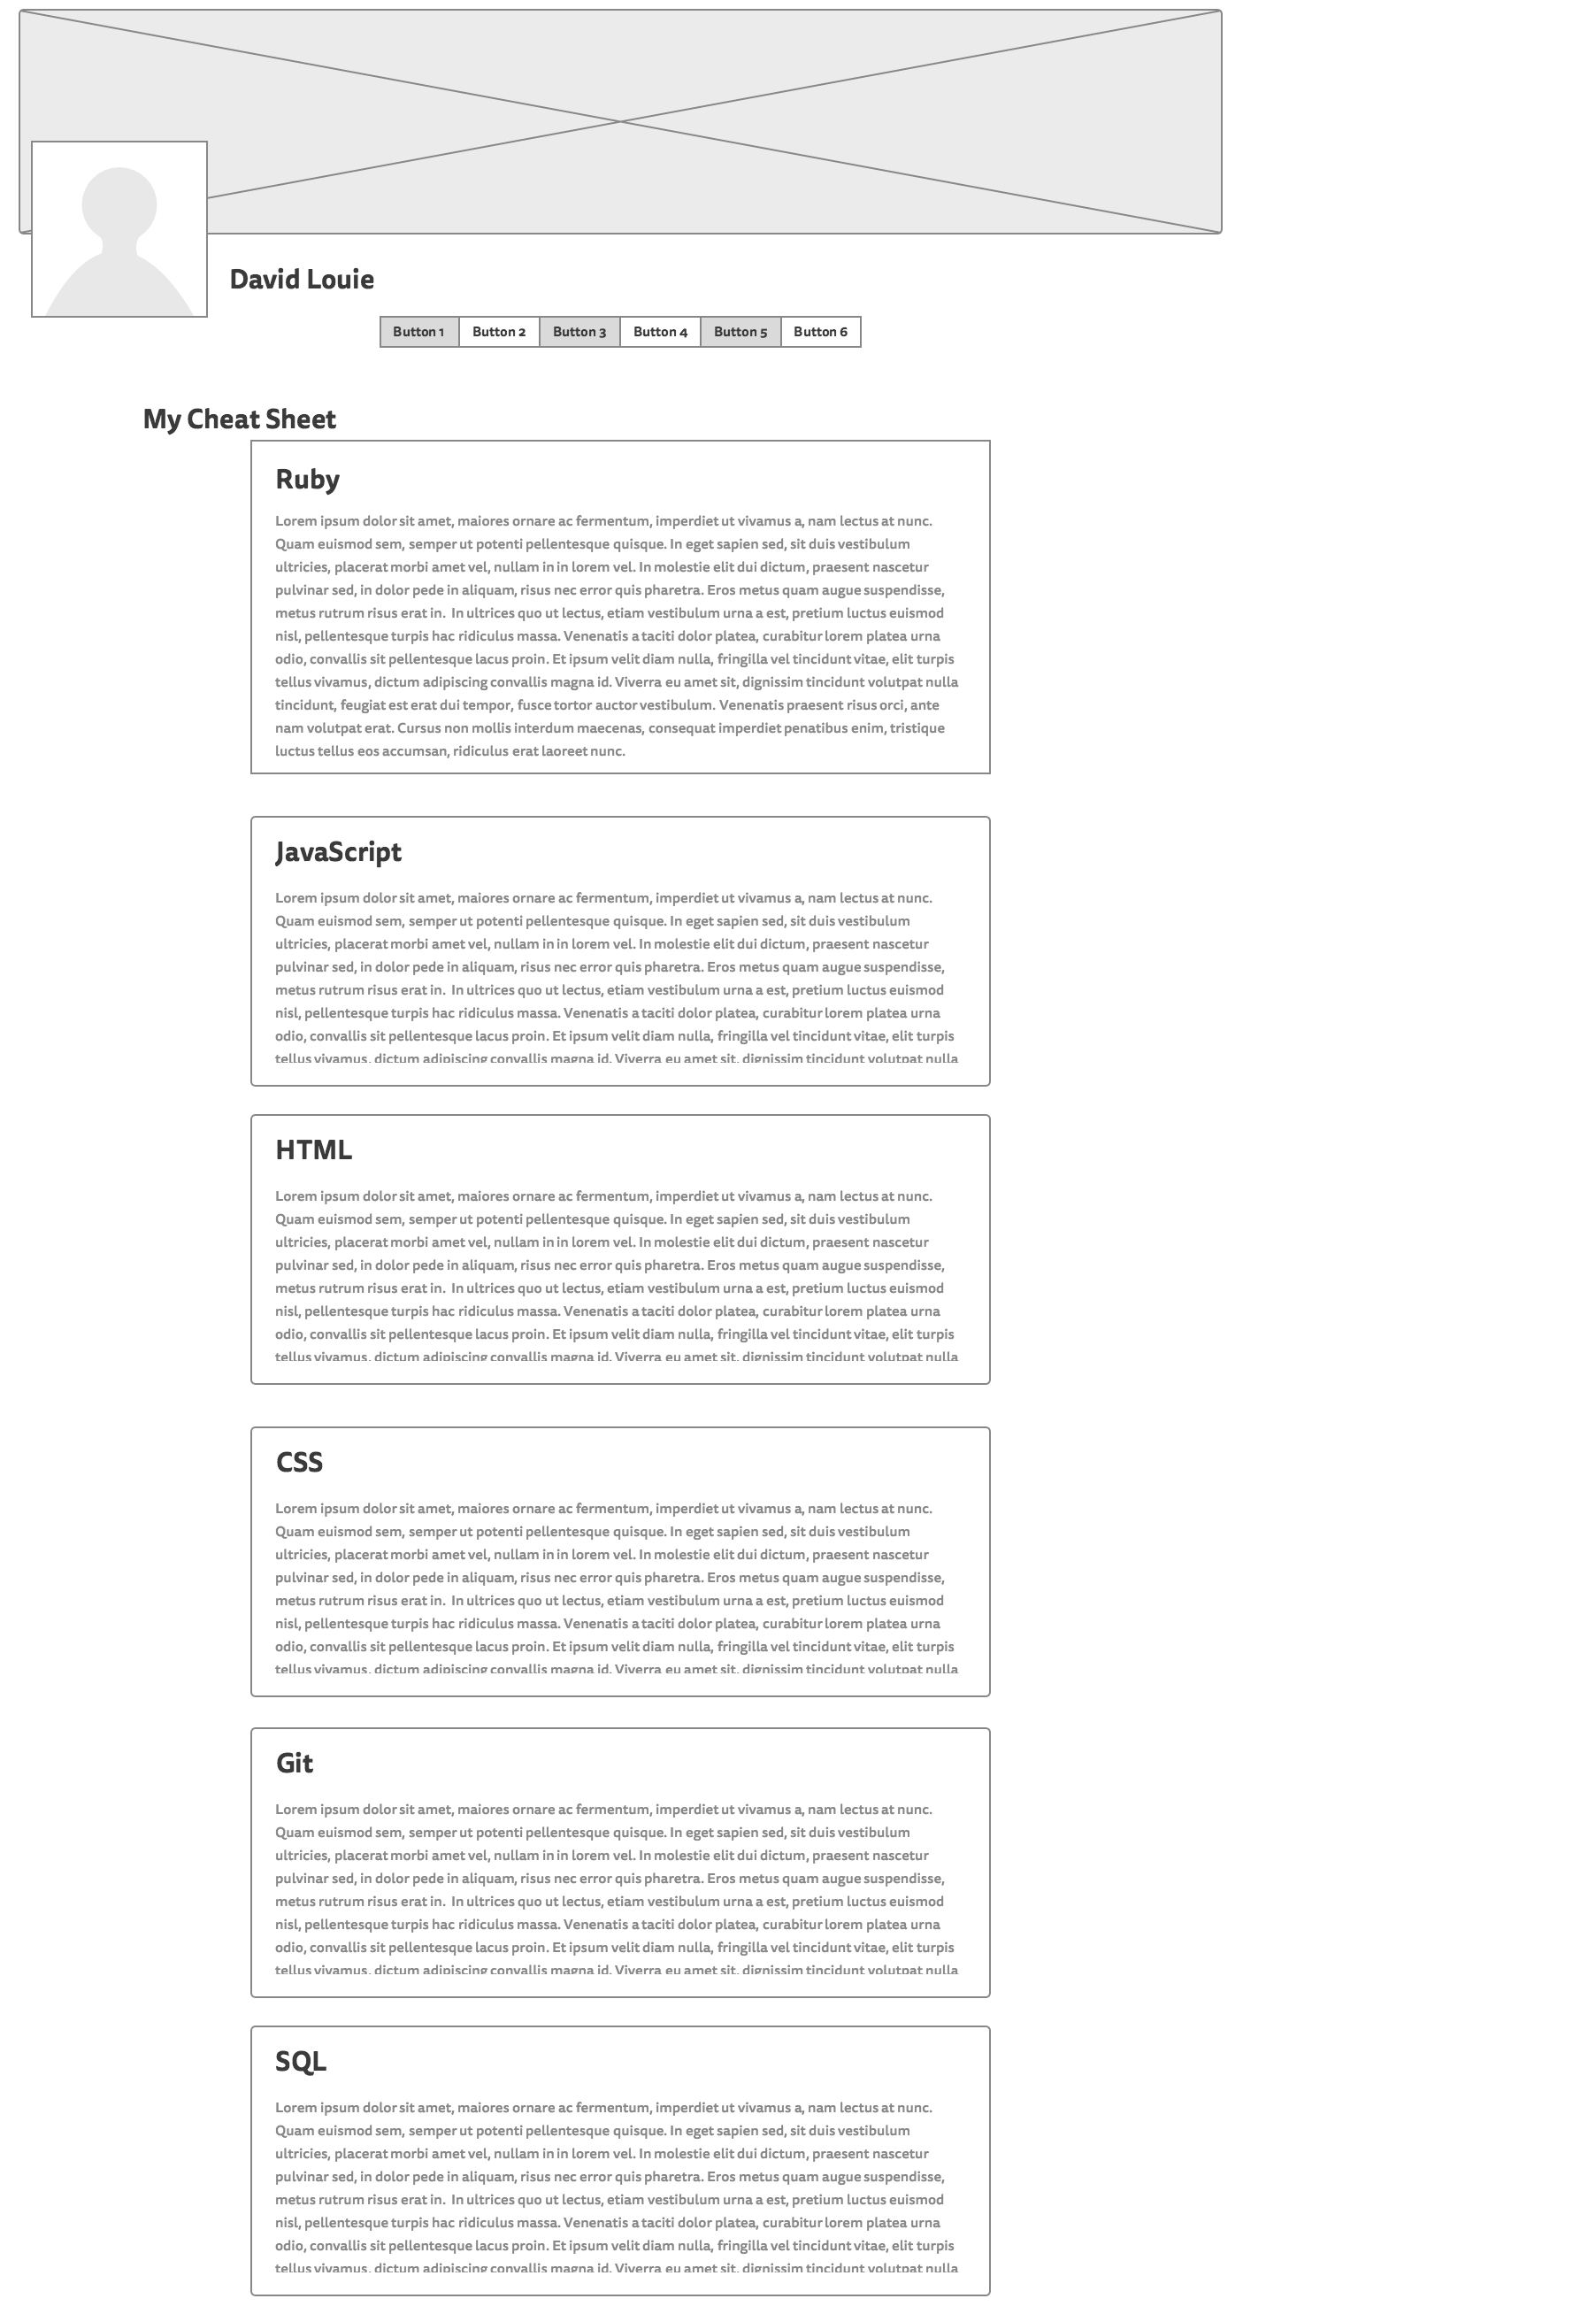 David Louie
Button 1 Button 2 Button 3 Button 4 Button 5 Button 6
My Cheat Sheet
Ruby
Lorem ipsum dolor sit amet, maiores ornare ac fermentum, imperdiet ut vivamus a, nam lectus at nunc.
Quam euismod sem, semper ut potenti pellentesque quisque. In eget sapien sed, sit duis vestibulum
ultricies, placerat morbi amet vel, nullam in in lorem vel. In molestie elit dui dictum, praesent nascetur
pulvinar sed, in dolor pede in aliquam, risus nec error quis pharetra. Eros metus quam augue suspendisse,
metus rutrum risus erat in.  In ultrices quo ut lectus, etiam vestibulum urna a est, pretium luctus euismod
nisl, pellentesque turpis hac ridiculus massa. Venenatis a taciti dolor platea, curabitur lorem platea urna
odio, convallis sit pellentesque lacus proin. Et ipsum velit diam nulla, fringilla vel tincidunt vitae, elit turpis
tellus vivamus, dictum adipiscing convallis magna id. Viverra eu amet sit, dignissim tincidunt volutpat nulla
tincidunt, feugiat est erat dui tempor, fusce tortor auctor vestibulum. Venenatis praesent risus orci, ante
nam volutpat erat. Cursus non mollis interdum maecenas, consequat imperdiet penatibus enim, tristique
luctus tellus eos accumsan, ridiculus erat laoreet nunc.
JavaScript
Lorem ipsum dolor sit amet, maiores ornare ac fermentum, imperdiet ut vivamus a, nam lectus at nunc.
Quam euismod sem, semper ut potenti pellentesque quisque. In eget sapien sed, sit duis vestibulum
ultricies, placerat morbi amet vel, nullam in in lorem vel. In molestie elit dui dictum, praesent nascetur
pulvinar sed, in dolor pede in aliquam, risus nec error quis pharetra. Eros metus quam augue suspendisse,
metus rutrum risus erat in.  In ultrices quo ut lectus, etiam vestibulum urna a est, pretium luctus euismod
nisl, pellentesque turpis hac ridiculus massa. Venenatis a taciti dolor platea, curabitur lorem platea urna
odio, convallis sit pellentesque lacus proin. Et ipsum velit diam nulla, fringilla vel tincidunt vitae, elit turpis
tellus vivamus, dictum adipiscing convallis magna id. Viverra eu amet sit, dignissim tincidunt volutpat nulla
HTML
Lorem ipsum dolor sit amet, maiores ornare ac fermentum, imperdiet ut vivamus a, nam lectus at nunc.
Quam euismod sem, semper ut potenti pellentesque quisque. In eget sapien sed, sit duis vestibulum
ultricies, placerat morbi amet vel, nullam in in lorem vel. In molestie elit dui dictum, praesent nascetur
pulvinar sed, in dolor pede in aliquam, risus nec error quis pharetra. Eros metus quam augue suspendisse,
metus rutrum risus erat in.  In ultrices quo ut lectus, etiam vestibulum urna a est, pretium luctus euismod
nisl, pellentesque turpis hac ridiculus massa. Venenatis a taciti dolor platea, curabitur lorem platea urna
odio, convallis sit pellentesque lacus proin. Et ipsum velit diam nulla, fringilla vel tincidunt vitae, elit turpis
tellus vivamus, dictum adipiscing convallis magna id. Viverra eu amet sit, dignissim tincidunt volutpat nulla
CSS
Lorem ipsum dolor sit amet, maiores ornare ac fermentum, imperdiet ut vivamus a, nam lectus at nunc.
Quam euismod sem, semper ut potenti pellentesque quisque. In eget sapien sed, sit duis vestibulum
ultricies, placerat morbi amet vel, nullam in in lorem vel. In molestie elit dui dictum, praesent nascetur
pulvinar sed, in dolor pede in aliquam, risus nec error quis pharetra. Eros metus quam augue suspendisse,
metus rutrum risus erat in.  In ultrices quo ut lectus, etiam vestibulum urna a est, pretium luctus euismod
nisl, pellentesque turpis hac ridiculus massa. Venenatis a taciti dolor platea, curabitur lorem platea urna
odio, convallis sit pellentesque lacus proin. Et ipsum velit diam nulla, fringilla vel tincidunt vitae, elit turpis
tellus vivamus, dictum adipiscing convallis magna id. Viverra eu amet sit, dignissim tincidunt volutpat nulla
Git
Lorem ipsum dolor sit amet, maiores ornare ac fermentum, imperdiet ut vivamus a, nam lectus at nunc.
Quam euismod sem, semper ut potenti pellentesque quisque. In eget sapien sed, sit duis vestibulum
ultricies, placerat morbi amet vel, nullam in in lorem vel. In molestie elit dui dictum, praesent nascetur
pulvinar sed, in dolor pede in aliquam, risus nec error quis pharetra. Eros metus quam augue suspendisse,
metus rutrum risus erat in.  In ultrices quo ut lectus, etiam vestibulum urna a est, pretium luctus euismod
nisl, pellentesque turpis hac ridiculus massa. Venenatis a taciti dolor platea, curabitur lorem platea urna
odio, convallis sit pellentesque lacus proin. Et ipsum velit diam nulla, fringilla vel tincidunt vitae, elit turpis
tellus vivamus, dictum adipiscing convallis magna id. Viverra eu amet sit, dignissim tincidunt volutpat nulla
SQL
Lorem ipsum dolor sit amet, maiores ornare ac fermentum, imperdiet ut vivamus a, nam lectus at nunc.
Quam euismod sem, semper ut potenti pellentesque quisque. In eget sapien sed, sit duis vestibulum
ultricies, placerat morbi amet vel, nullam in in lorem vel. In molestie elit dui dictum, praesent nascetur
pulvinar sed, in dolor pede in aliquam, risus nec error quis pharetra. Eros metus quam augue suspendisse,
metus rutrum risus erat in.  In ultrices quo ut lectus, etiam vestibulum urna a est, pretium luctus euismod
nisl, pellentesque turpis hac ridiculus massa. Venenatis a taciti dolor platea, curabitur lorem platea urna
odio, convallis sit pellentesque lacus proin. Et ipsum velit diam nulla, fringilla vel tincidunt vitae, elit turpis
tellus vivamus, dictum adipiscing convallis magna id. Viverra eu amet sit, dignissim tincidunt volutpat nulla